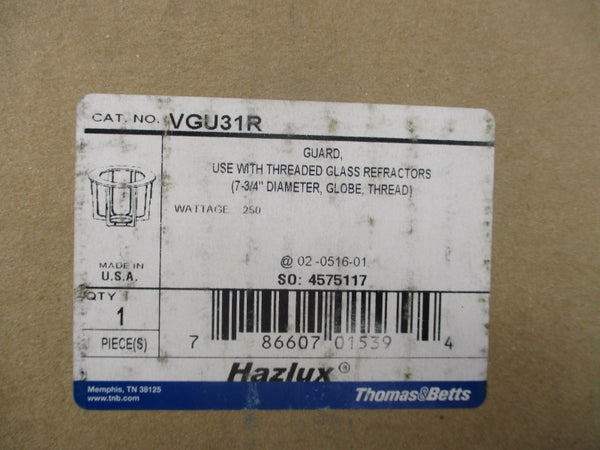 CAT. NO. VGU31R
GUARD,
USE WITH THREADED GLASS REFRACTORS
(7-3/4" DIAMETER, GLOBE, THREAD)
WATTAGE 250
MADE IN
U.S.A.
@ 02-0516-01
SO: 4575117
QTY
1
PIECE(S)
7 86607 01539 4
Hazlux®
Memphis, TN 38125
www.tnb.com
Thomas&Betts